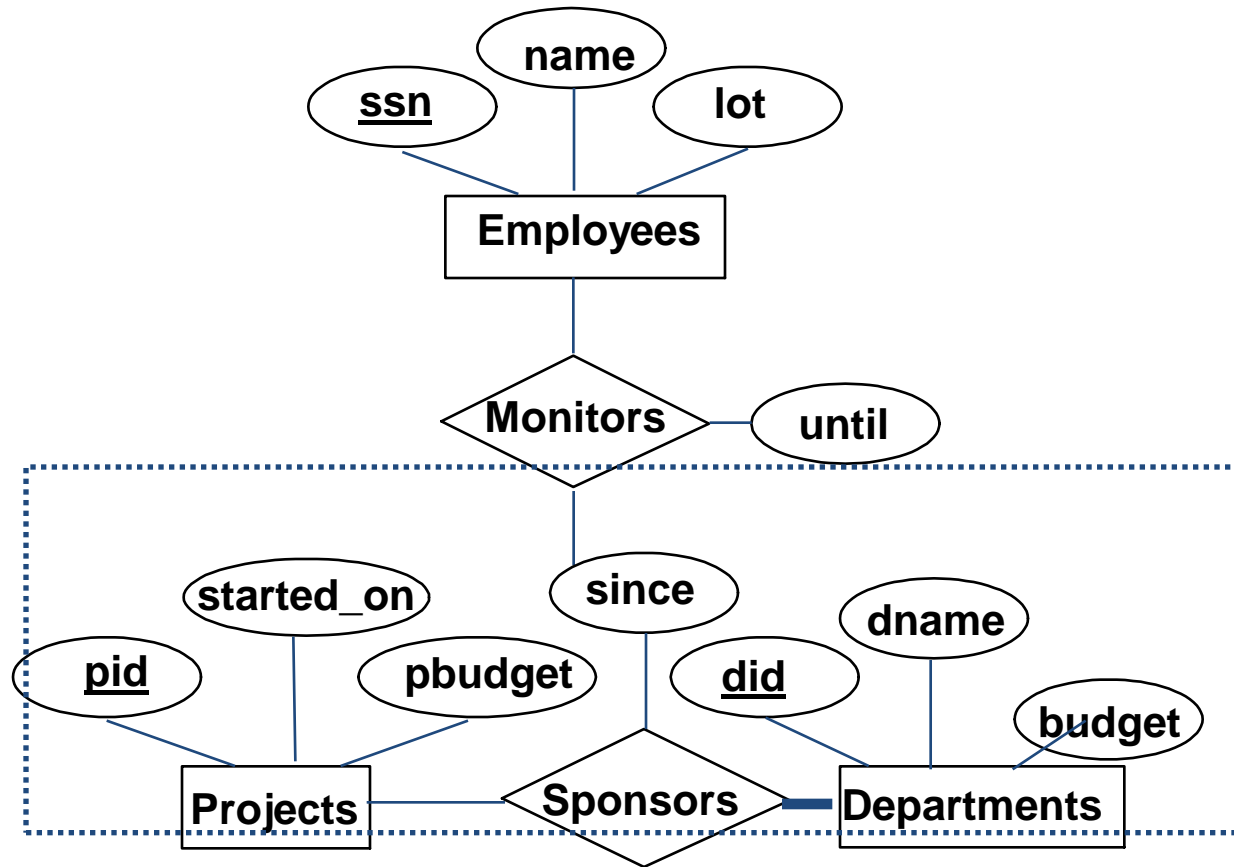 name
ssn
lot
Employees
Monitors
until
started_on
since
dname
pid
pbudget
did
budget
Projects
Sponsors
Departments